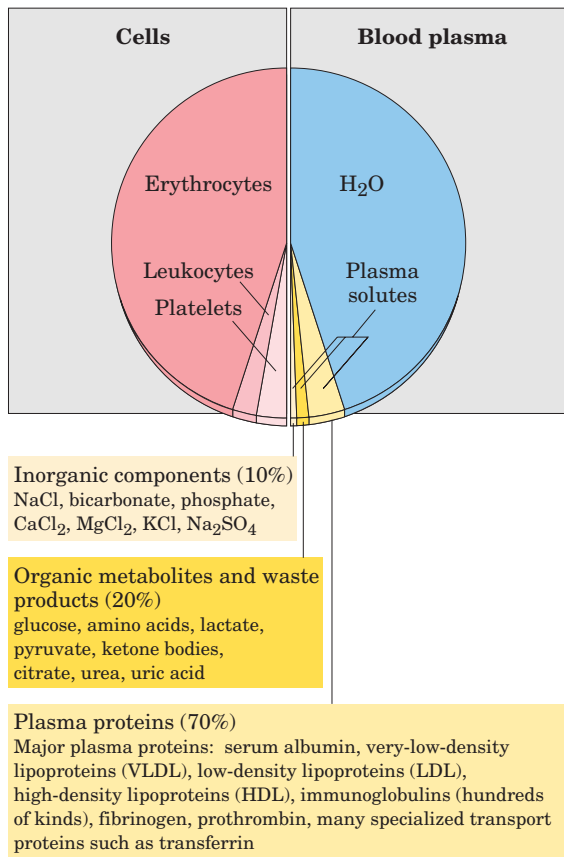 Cells
Blood plasma
Erythrocytes
H₂O
Leukocytes
Platelets
Plasma
solutes
Inorganic components (10%)
NaCl, bicarbonate, phosphate,
CaCl₂, MgCl₂, KCl, Na₂SO₄
Organic metabolites and waste
products (20%)
glucose, amino acids, lactate,
pyruvate, ketone bodies,
citrate, urea, uric acid
Plasma proteins (70%)
Major plasma proteins: serum albumin, very-low-density
lipoproteins (VLDL), low-density lipoproteins (LDL),
high-density lipoproteins (HDL), immunoglobulins (hundreds
of kinds), fibrinogen, prothrombin, many specialized transport
proteins such as transferrin